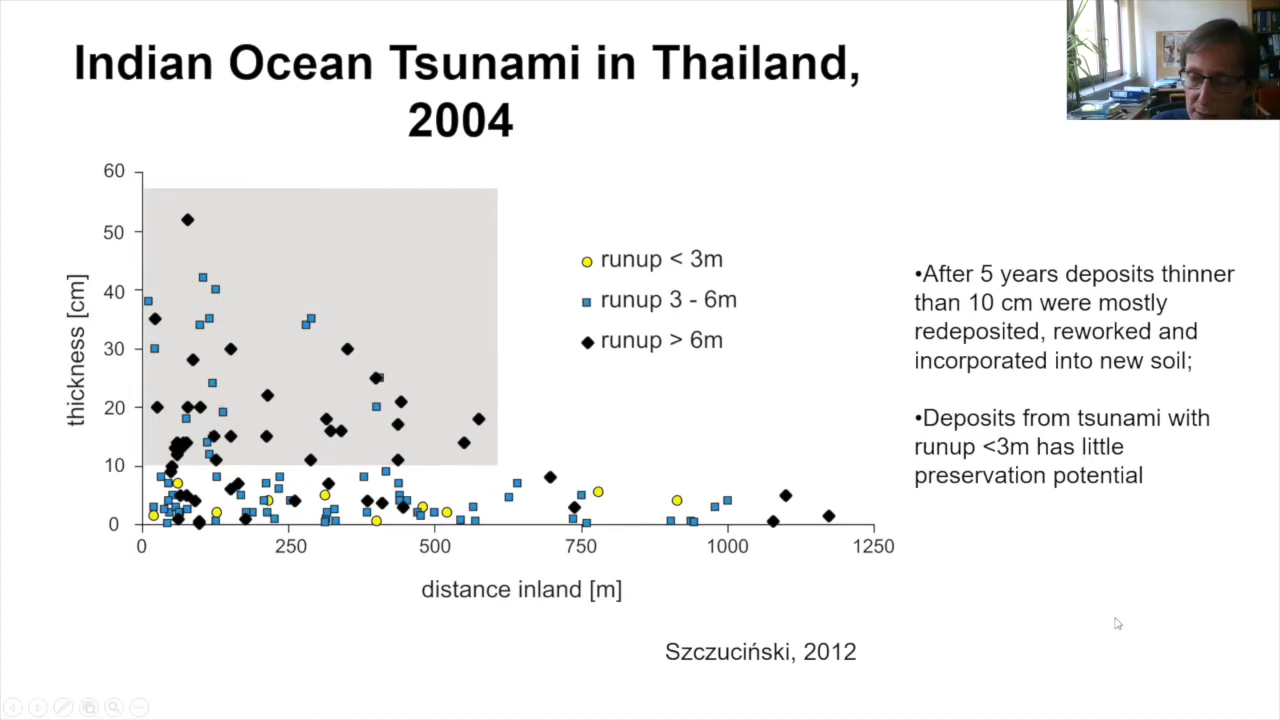 Indian Ocean Tsunami in Thailand,
2004
60
50
40
30
20
10
0
thickness [cm]
0 250 500 750 1000 1250
distance inland [m]
runup < 3m
runup 3 - 6m
runup > 6m
•After 5 years deposits thinner
than 10 cm were mostly
redeposited, reworked and
incorporated into new soil;
•Deposits from tsunami with
runup <3m has little
preservation potential
Szczuciński, 2012